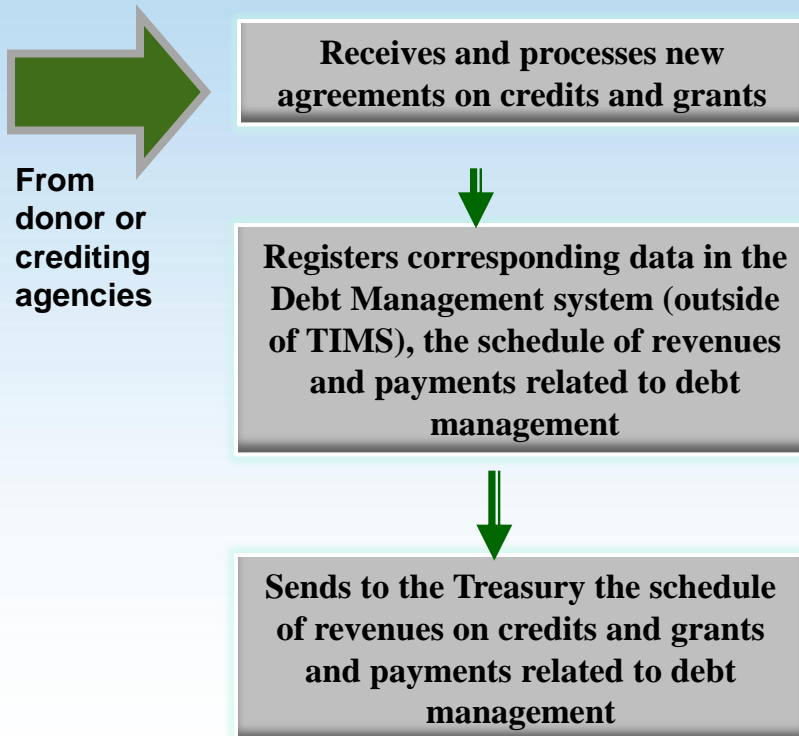 Receives and processes new
agreements on credits and grants
From
donor or
crediting
agencies
Registers corresponding data in the
Debt Management system (outside
of TIMS), the schedule of revenues
and payments related to debt
management
Sends to the Treasury the schedule
of revenues on credits and grants
and payments related to debt
management